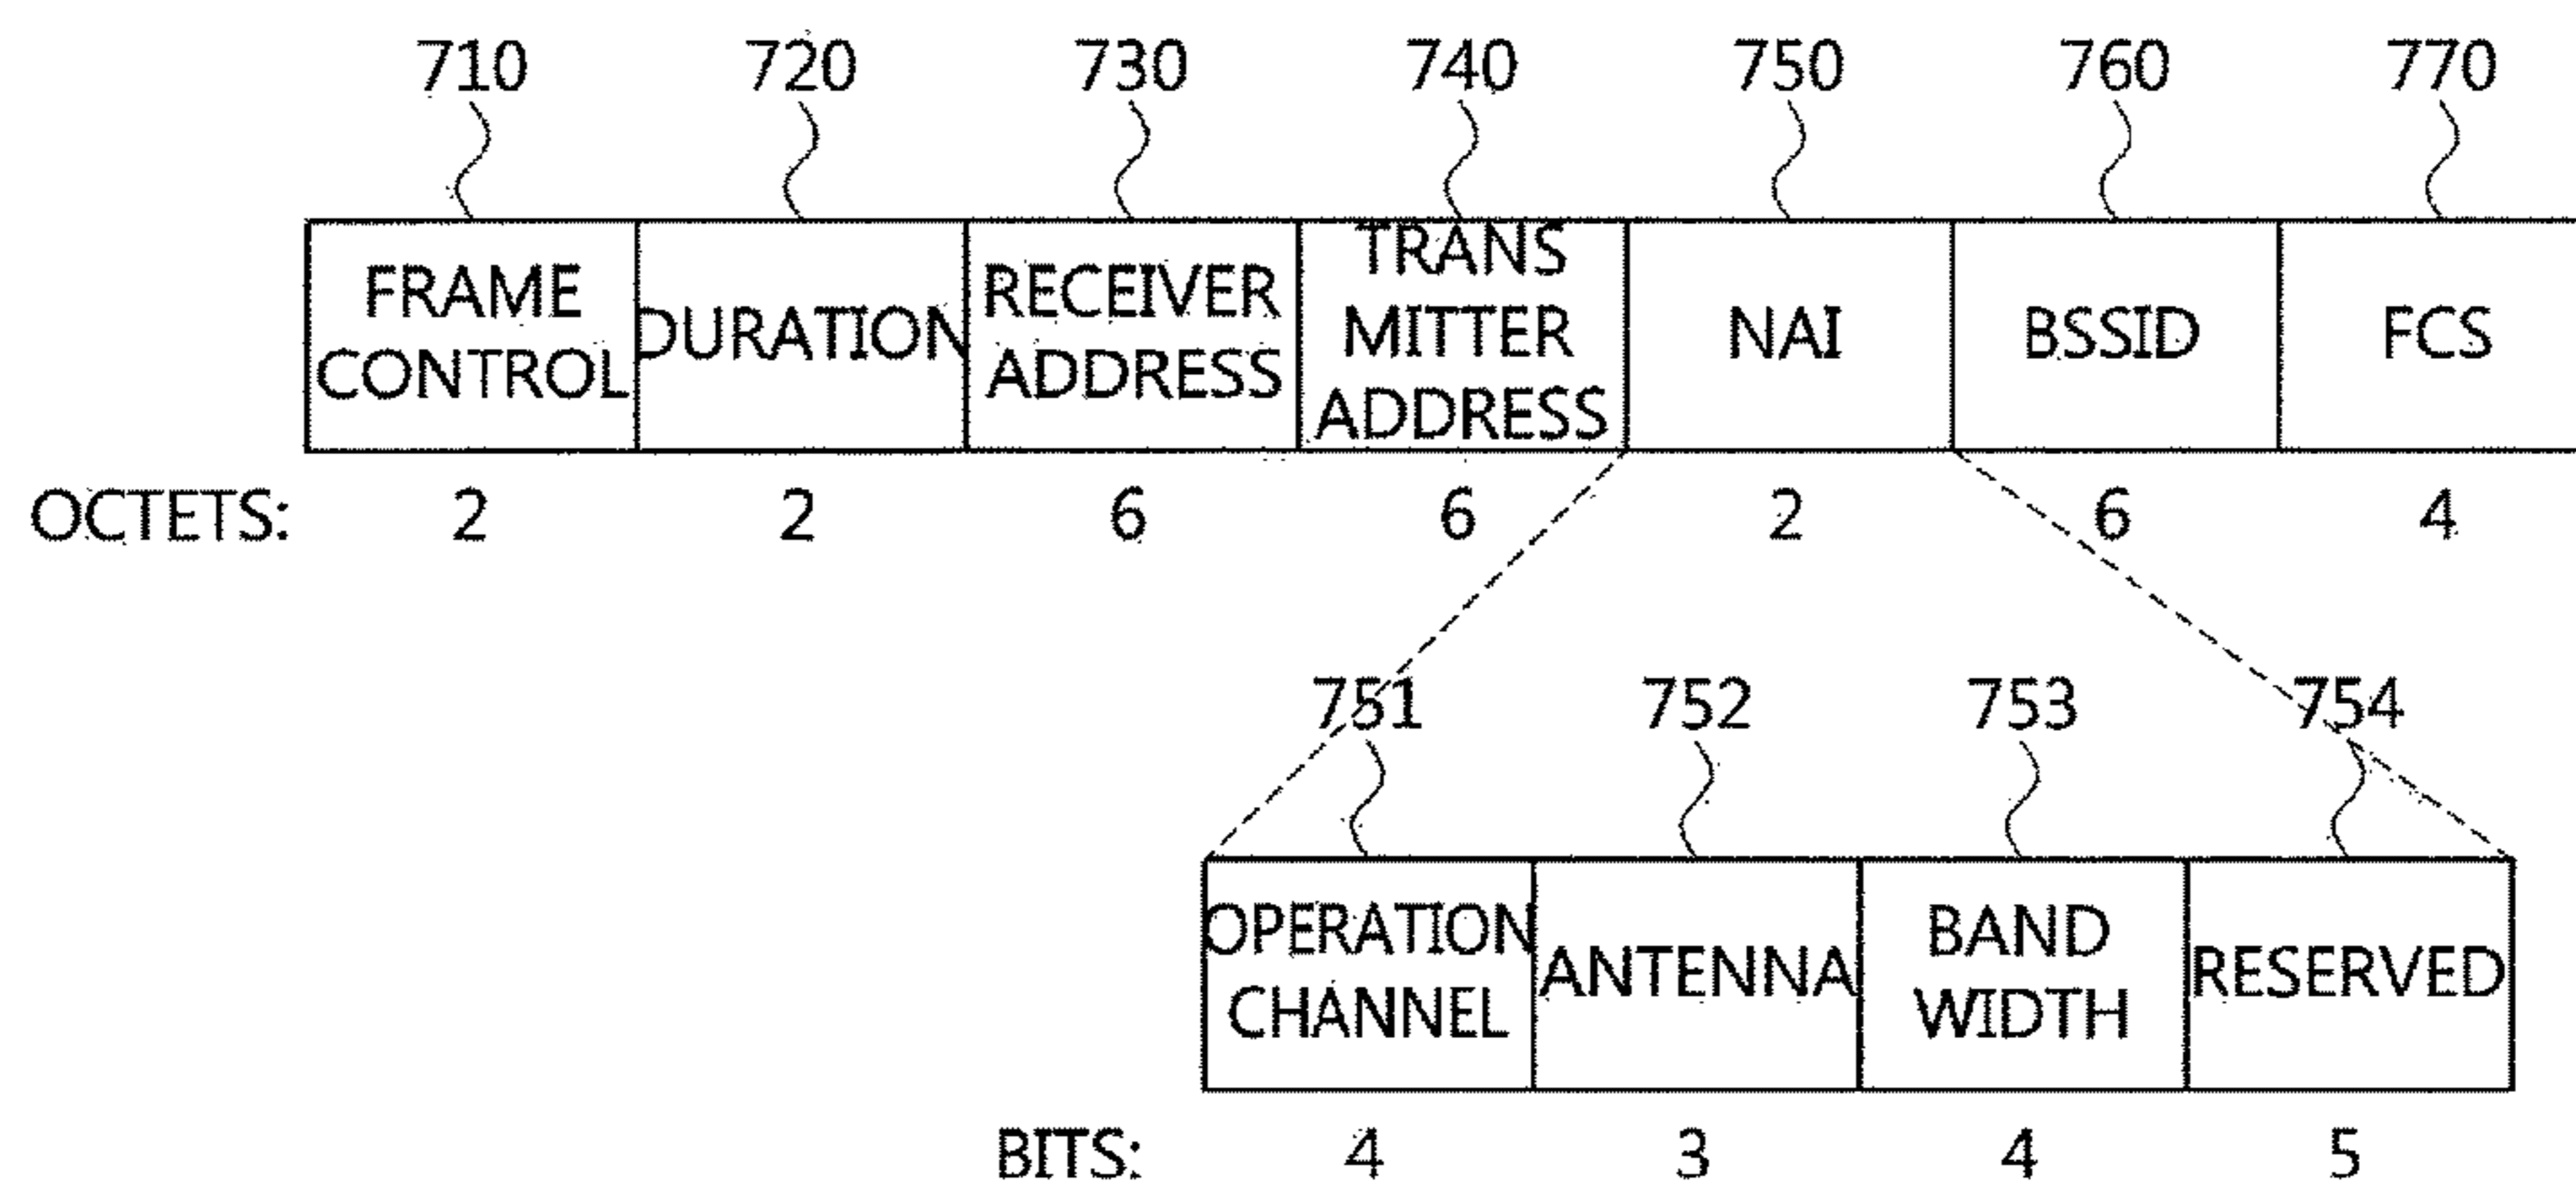 710 720 730 740 750 760 770
FRAME CONTROL DURATION RECEIVER ADDRESS TRANS MITTER ADDRESS NAI BSSID FCS
OCTETS: 2 2 6 6 2 6 4
751 752 753 754
OPERATION CHANNEL ANTENNA BAND WIDTH RESERVED
BITS: 4 3 4 5